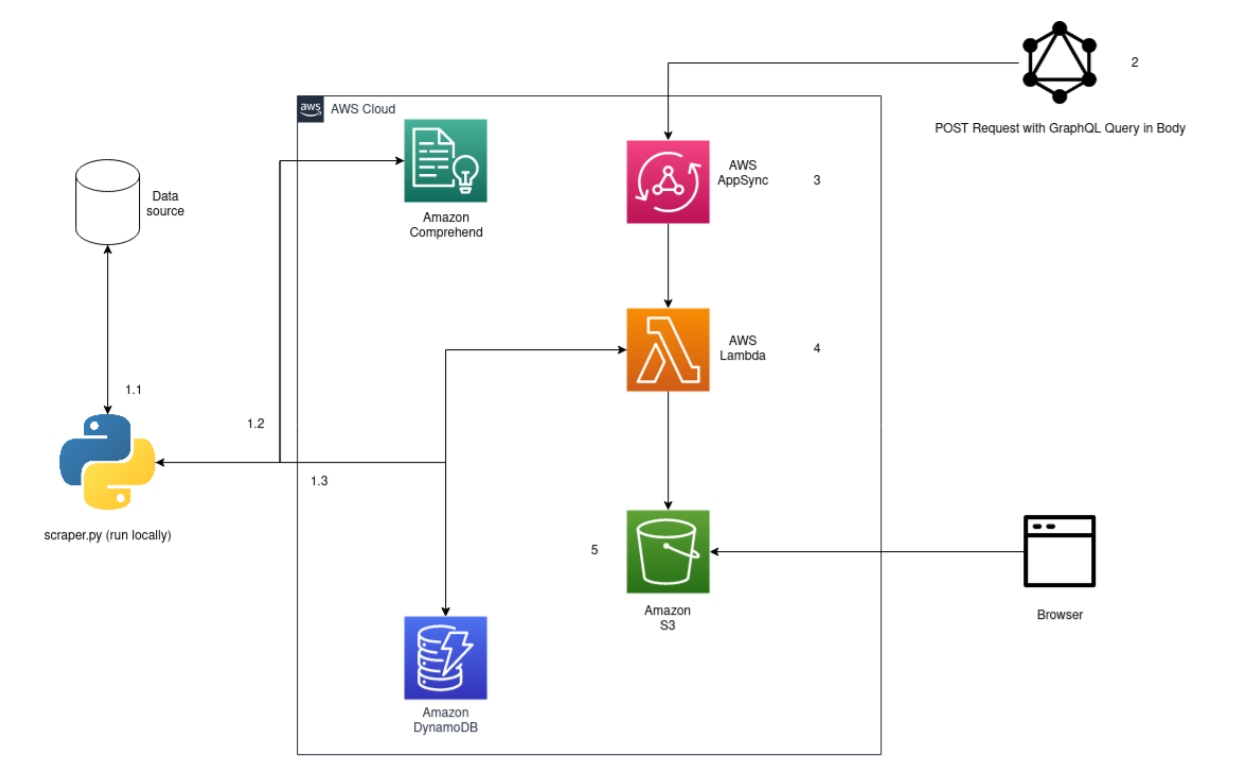 2
POST Request with GraphQL Query in Body
aws
AWS Cloud
AWS
AppSync
3
Data
source
Amazon
Comprehend
AWS
Lambda
4
1.1
1.2
1.3
scraper.py (run locally)
5
Amazon
S3
Browser
Amazon
DynamoDB